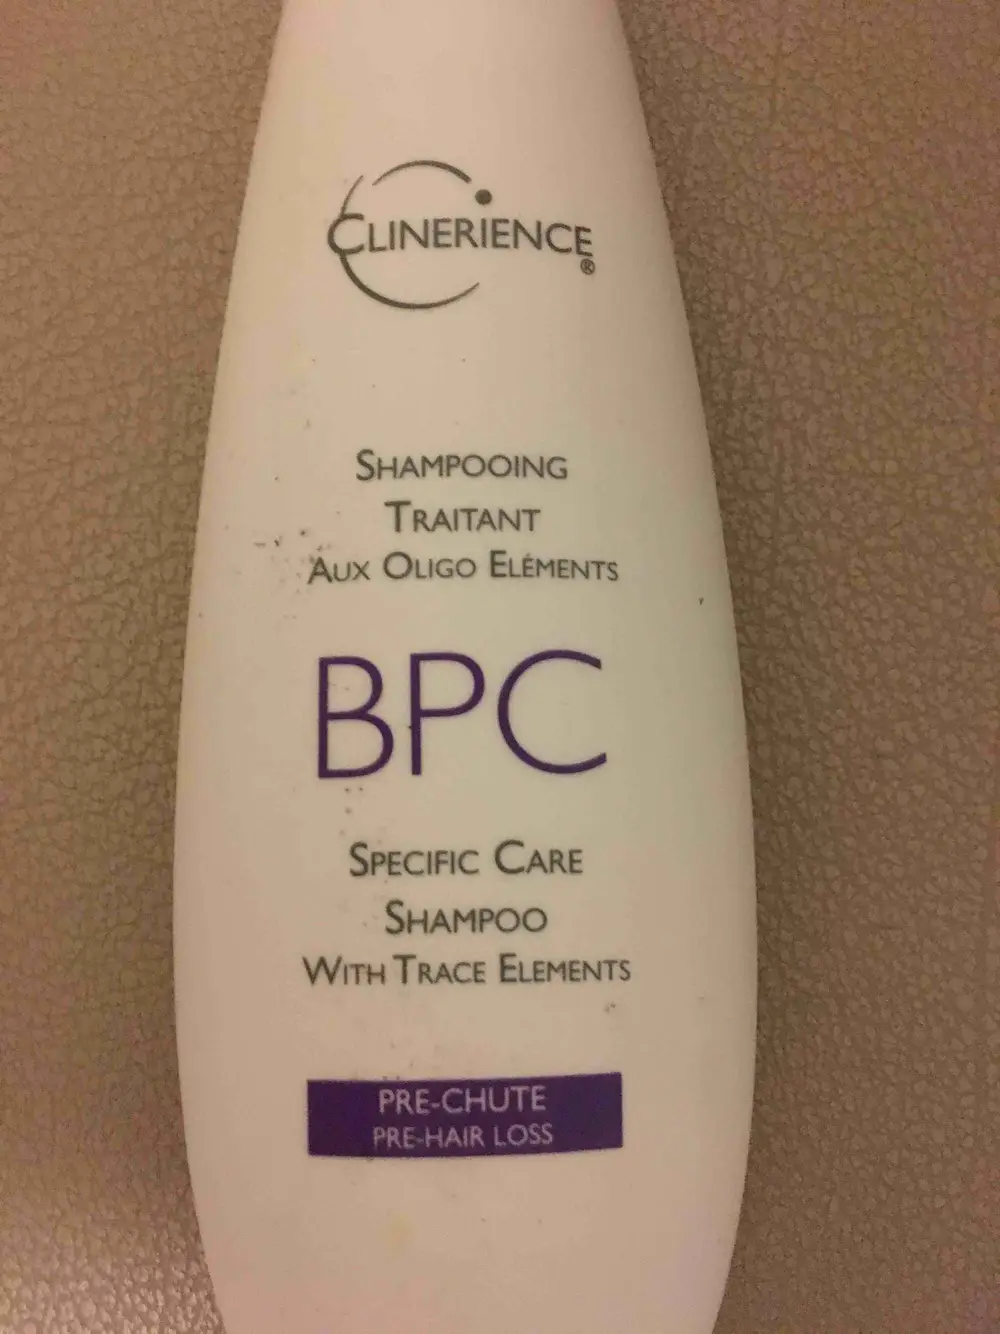 CLINERIENCE
®
SHAMPOOING
TRAITANT
AUX OLIGO ELÉMENTS
BPC
SPECIFIC CARE
SHAMPOO
WITH TRACE ELEMENTS
PRE-CHUTE
PRE-HAIR LOSS